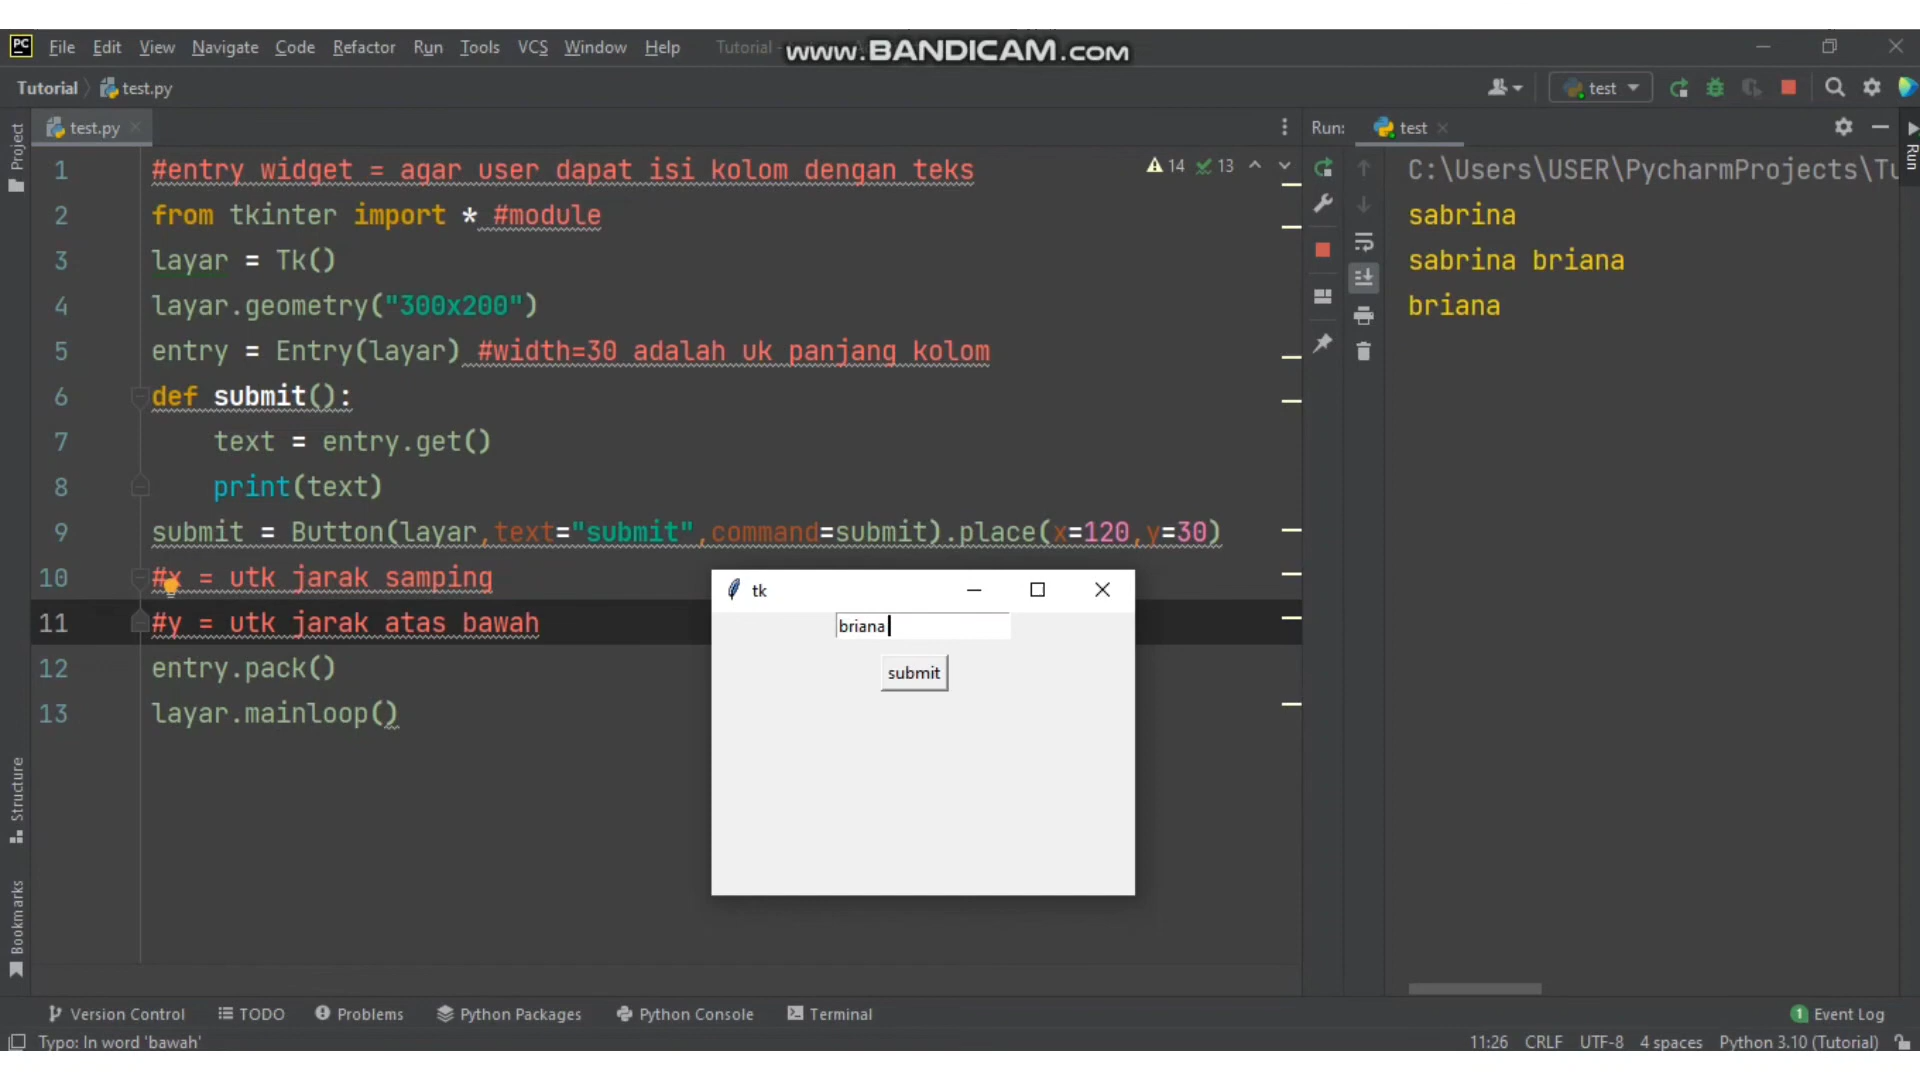 PC File Edit View Navigate Code Refactor Run Tools VCS Window Help Tutorial - www.BANDICAM.com
Tutorial test.py test
test.py
Run: test
Project
1 #entry widget = agar user dapat isi kolom dengan teks
14 13
2 from tkinter import * #module
3 layar = Tk()
4 layar.geometry("300x200")
5 entry = Entry(layar) #width=30 adalah uk panjang kolom
6 def submit():
7 text = entry.get()
8 print(text)
9 submit = Button(layar,text="submit",command=submit).place(x=120,y=30)
10 #x = utk jarak samping
11 #y = utk jarak atas bawah
12 entry.pack()
13 layar.mainloop()
tk
briana
submit
C:\Users\USER\PycharmProjects\Tu
sabrina
sabrina briana
briana
Run
Structure
Bookmarks
Version Control TODO Problems Python Packages Python Console Terminal 1 Event Log
Typo: In word 'bawah' 11:26 CRLF UTF-8 4 spaces Python 3.10 (Tutorial)